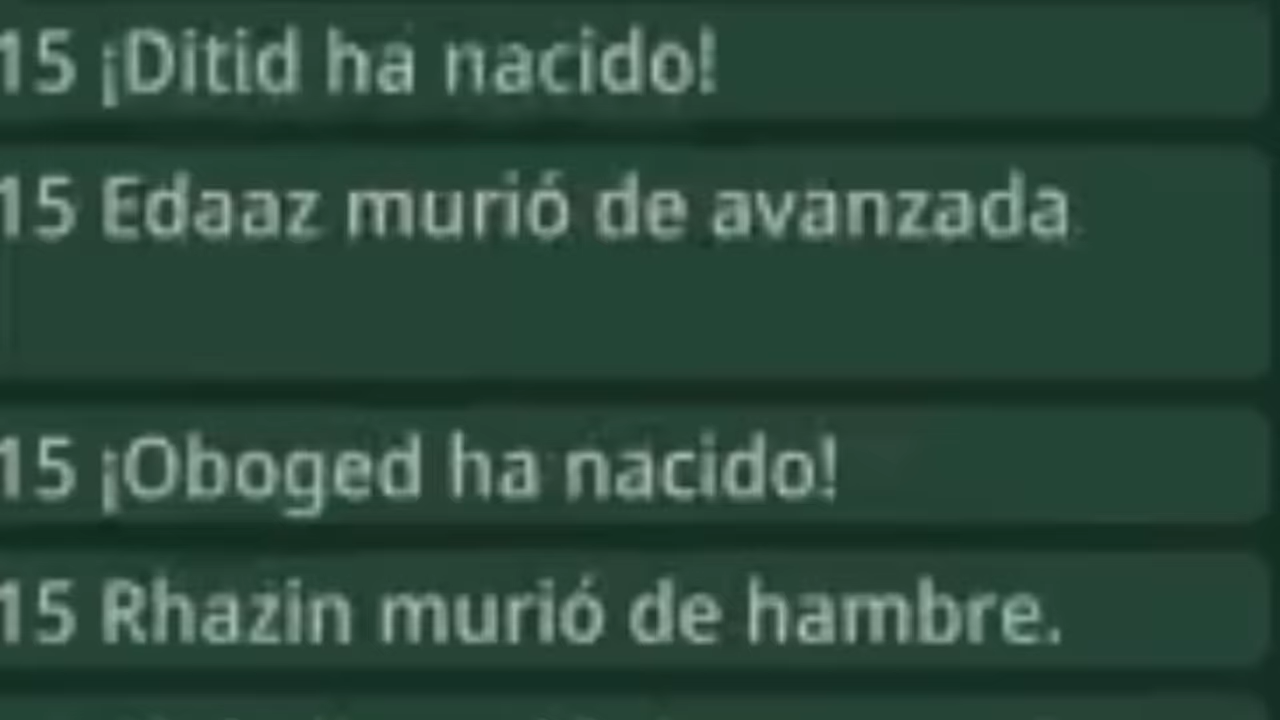 15 ¡Ditid ha nacido!
15 Edaaz murió de avanzada
15 ¡Oboged ha nacido!
15 Rhazin murió de hambre.